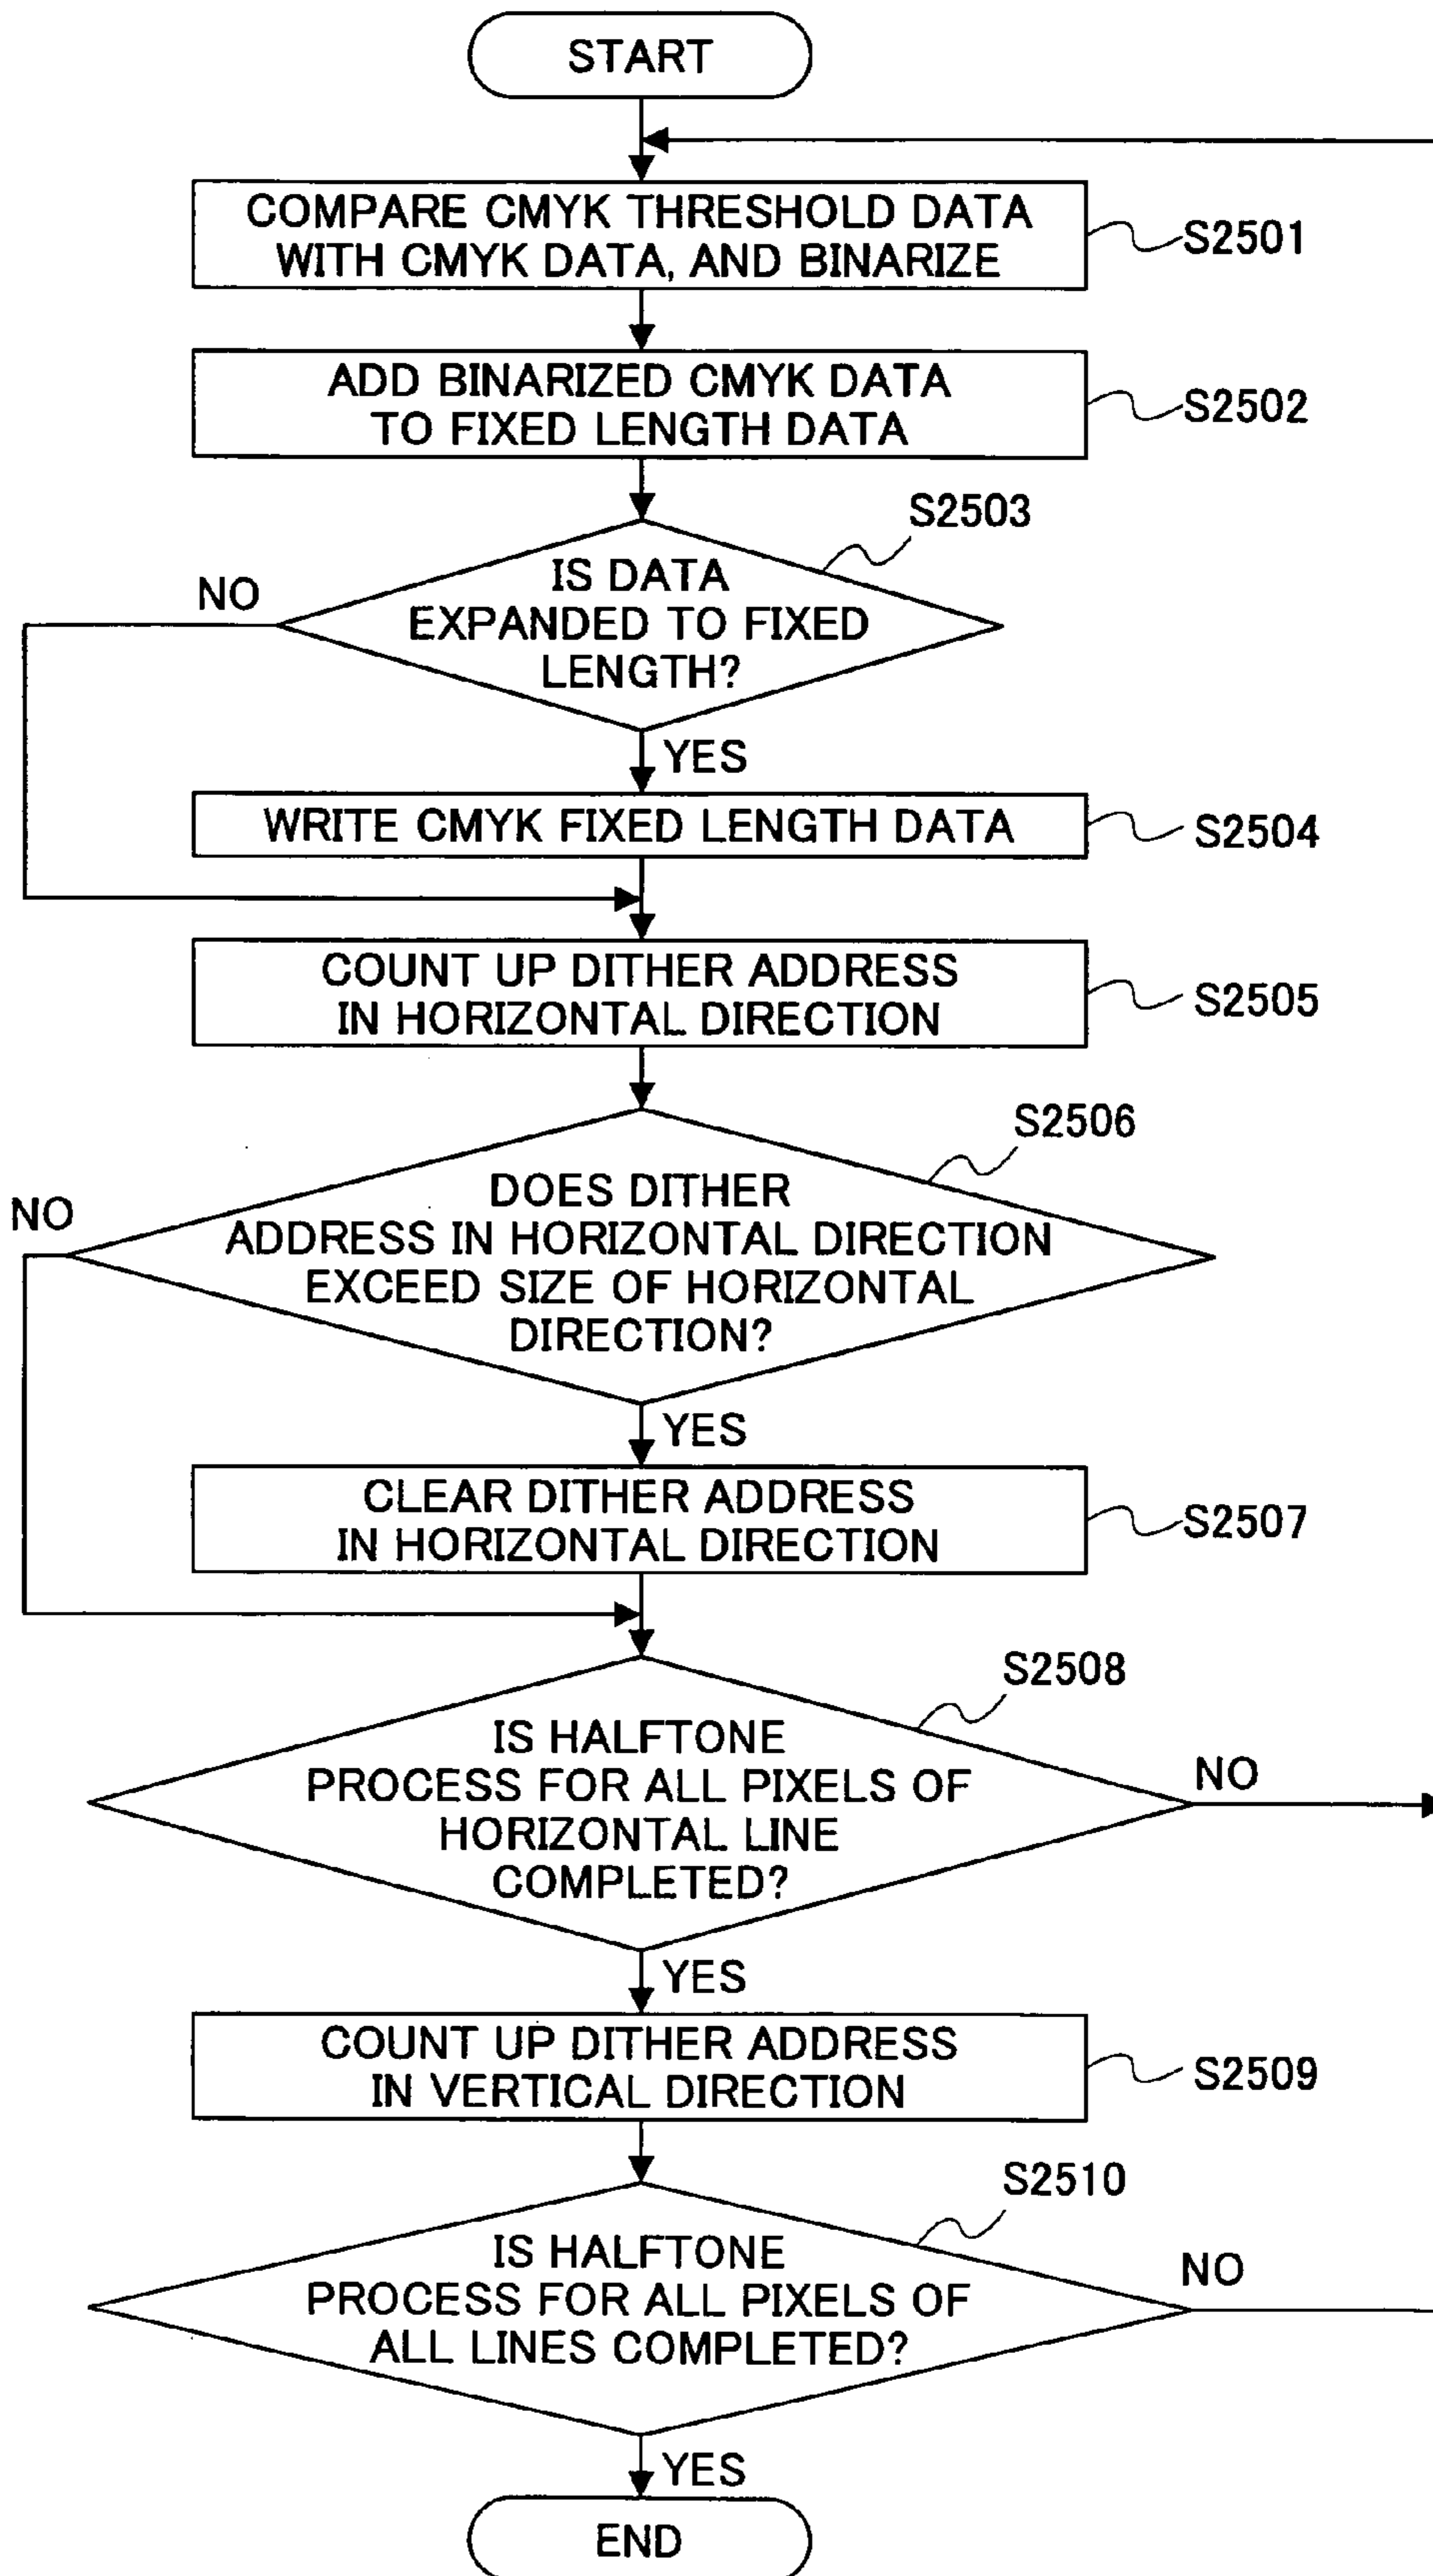 START
COMPARE CMYK THRESHOLD DATA
WITH CMYK DATA, AND BINARIZE
S2501
ADD BINARIZED CMYK DATA
TO FIXED LENGTH DATA
S2502
S2503
IS DATA
EXPANDED TO FIXED
LENGTH?
NO
YES
WRITE CMYK FIXED LENGTH DATA
S2504
COUNT UP DITHER ADDRESS
IN HORIZONTAL DIRECTION
S2505
S2506
DOES DITHER
ADDRESS IN HORIZONTAL DIRECTION
EXCEED SIZE OF HORIZONTAL
DIRECTION?
NO
YES
CLEAR DITHER ADDRESS
IN HORIZONTAL DIRECTION
S2507
S2508
IS HALFTONE
PROCESS FOR ALL PIXELS OF
HORIZONTAL LINE
COMPLETED?
NO
YES
COUNT UP DITHER ADDRESS
IN VERTICAL DIRECTION
S2509
S2510
IS HALFTONE
PROCESS FOR ALL PIXELS OF
ALL LINES COMPLETED?
NO
YES
END